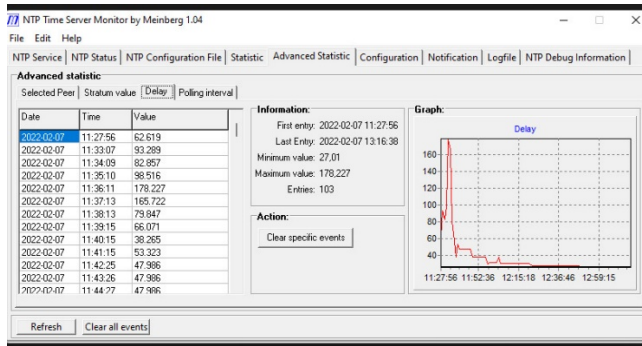 NTP Time Server Monitor by Meinberg 1.04
File Edit Help
NTP Service NTP Status NTP Configuration File Statistic Advanced Statistic Configuration Notification Logfile NTP Debug Information
Advanced statistic
Selected Peer Stratum value Delay Polling interval
Date Time Value
2022-02-07 11:27:56 62.619
2022-02-07 11:33:07 93.289
2022-02-07 11:34:09 82.857
2022-02-07 11:35:10 98.516
2022-02-07 11:36:11 178.227
2022-02-07 11:37:13 165.722
2022-02-07 11:38:13 79.847
2022-02-07 11:39:15 66.071
2022-02-07 11:40:15 38.265
2022-02-07 11:41:15 53.323
2022-02-07 11:42:25 47.986
2022-02-07 11:43:26 47.986
2022-02-07 11:44:27 47.986
Information:
First entry: 2022-02-07 11:27:56
Last Entry: 2022-02-07 13:16:38
Minimum value: 27,01
Maximum value: 178,227
Entries: 103
Action:
Clear specific events
Graph:
Delay
160
140
120
100
80
60
40
11:27:56 11:52:36 12:15:18 12:36:46 12:59:15
Refresh Clear all events